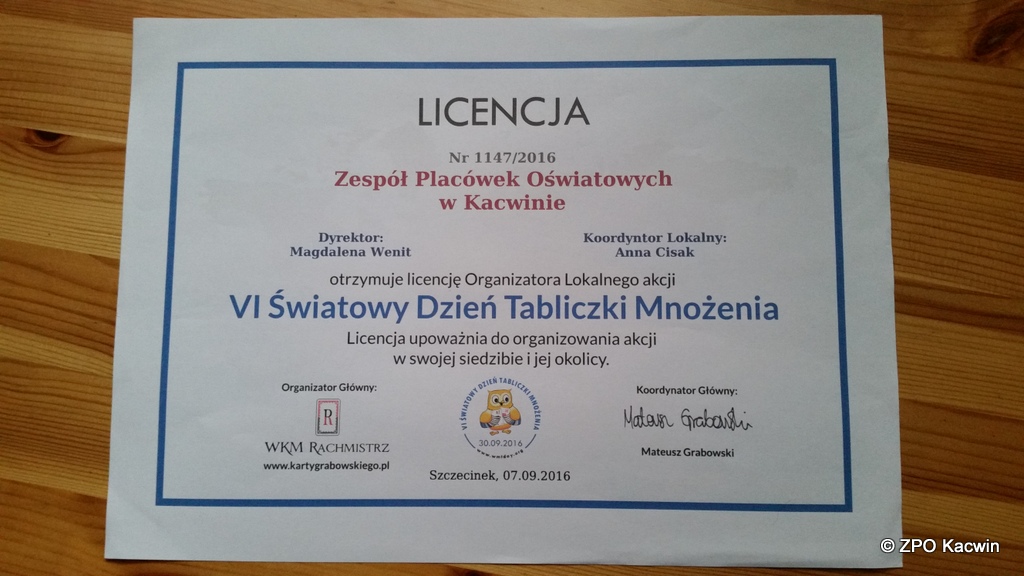 LICENCJA
Nr 1147/2016
Zespół Placówek Oświatowych
w Kacwinie
Dyrektor:
Magdalena Wenit
Koordyntor Lokalny:
Anna Cisak
otrzymuje licencję Organizatora Lokalnego akcji
VI Światowy Dzień Tabliczki Mnożenia
Licencja upoważnia do organizowania akcji
w swojej siedzibie i jej okolicy.
Organizator Główny:
R
WKM RACHMISTRZ
www.kartygrabowskiego.pl
VI ŚWIATOWY DZIEŃ TABLICZKI MNOŻENIA
30.09.2016
www.wmtday.org
Szczecinek, 07.09.2016
Koordynator Główny:
Mateusz Grabowski
Mateusz Grabowski
© ZPO Kacwin